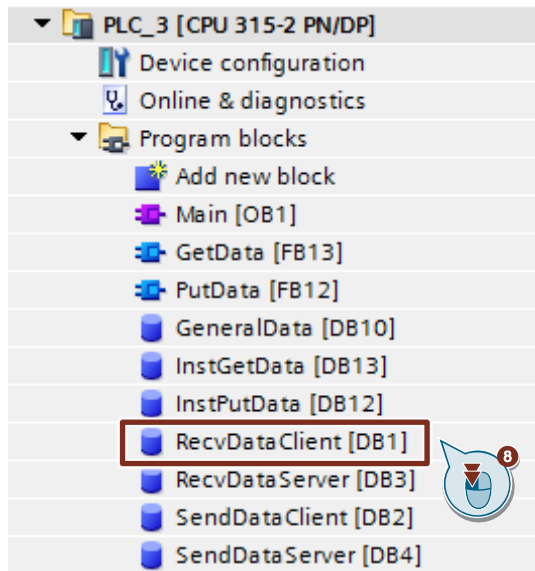 PLC_3 [CPU 315-2 PN/DP]
Device configuration
Online & diagnostics
Program blocks
Add new block
Main [OB1]
GetData [FB13]
PutData [FB12]
GeneralData [DB10]
InstGetData [DB13]
InstPutData [DB12]
RecvDataClient [DB1]
8
RecvDataServer [DB3]
SendDataClient [DB2]
SendDataServer [DB4]